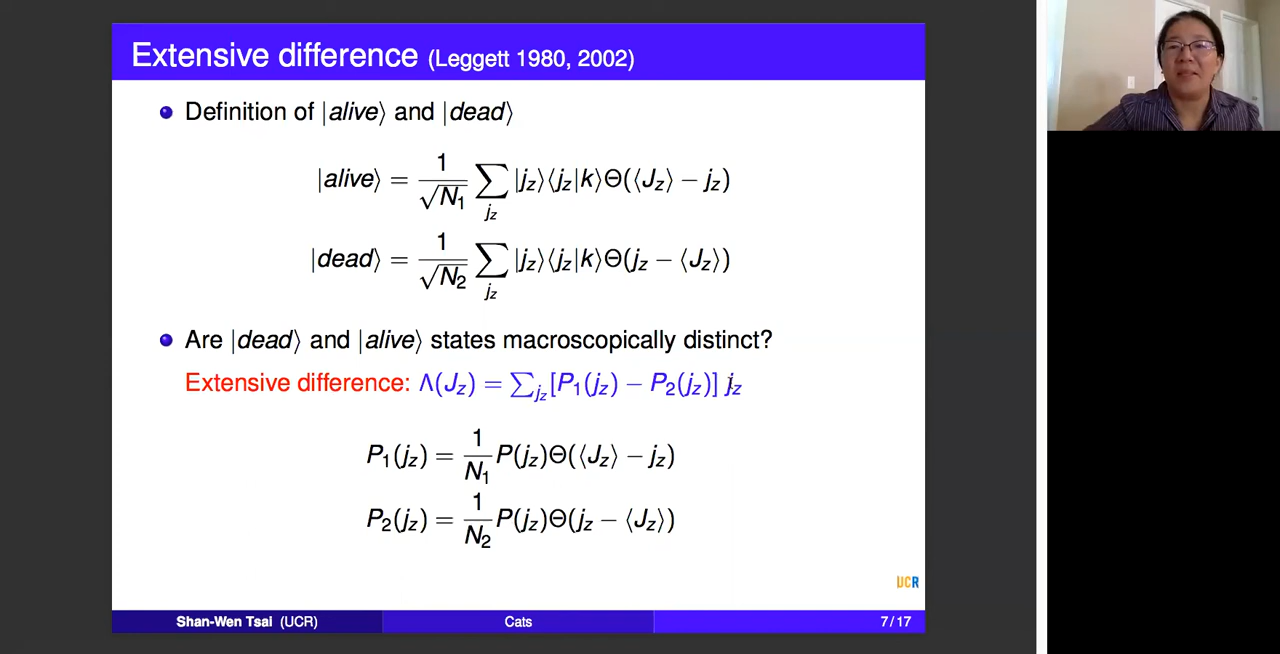 Extensive difference (Leggett 1980, 2002)
Definition of |alive⟩ and |dead⟩
|alive⟩ = 1/√N₁ ∑_{j_z} |j_z⟩⟨j_z|k⟩Θ(⟨J_z⟩ − j_z)
|dead⟩ = 1/√N₂ ∑_{j_z} |j_z⟩⟨j_z|k⟩Θ(j_z − ⟨J_z⟩)
Are |dead⟩ and |alive⟩ states macroscopically distinct?
Extensive difference: Λ(J_z) = ∑_{j_z}[P₁(j_z) − P₂(j_z)] j_z
P₁(j_z) = 1/N₁ P(j_z)Θ(⟨J_z⟩ − j_z)
P₂(j_z) = 1/N₂ P(j_z)Θ(j_z − ⟨J_z⟩)
UCR
Shan-Wen Tsai (UCR) Cats 7 / 17